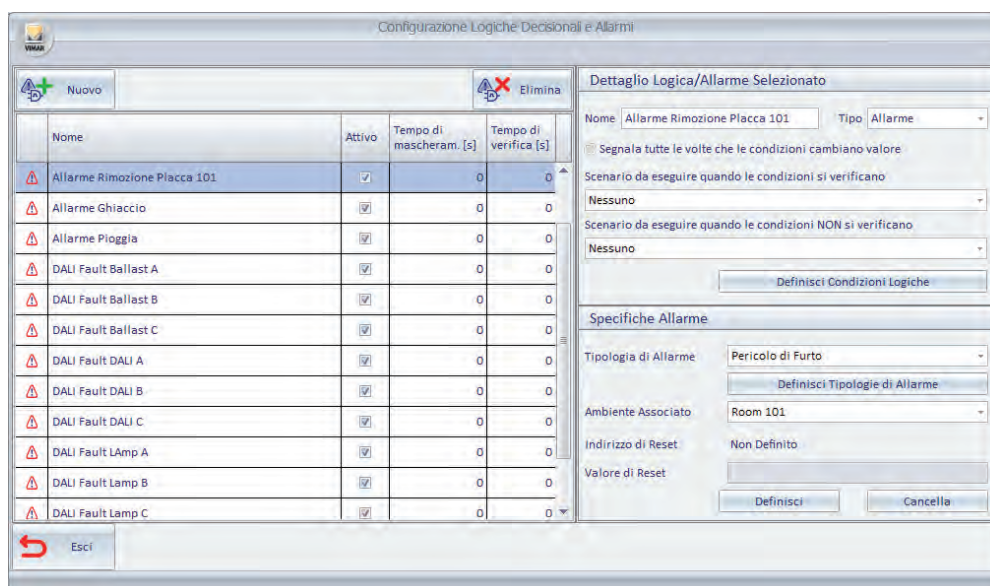 Configurazione Logiche Decisionali e Allarmi
VIMAR
Nuovo
Elimina
Nome Attivo Tempo di mascheram. [s] Tempo di verifica [s]
Allarme Rimozione Placca 101 0 0
Allarme Ghiaccio 0 0
Allarme Pioggia 0 0
DALI Fault Ballast A 0 0
DALI Fault Ballast B 0 0
DALI Fault Ballast C 0 0
DALI Fault DALI A 0 0
DALI Fault DALI B 0 0
DALI Fault DALI C 0 0
DALI Fault LAmp A 0 0
DALI Fault Lamp B 0 0
DALI Fault Lamp C 0 0
Esci
Dettaglio Logica/Allarme Selezionato
Nome Allarme Rimozione Placca 101 Tipo Allarme
Segnala tutte le volte che le condizioni cambiano valore
Scenario da eseguire quando le condizioni si verificano
Nessuno
Scenario da eseguire quando le condizioni NON si verificano
Nessuno
Definisci Condizioni Logiche
Specifiche Allarme
Tipologia di Allarme Pericolo di Furto
Definisci Tipologie di Allarme
Ambiente Associato Room 101
Indirizzo di Reset Non Definito
Valore di Reset
Definisci Cancella